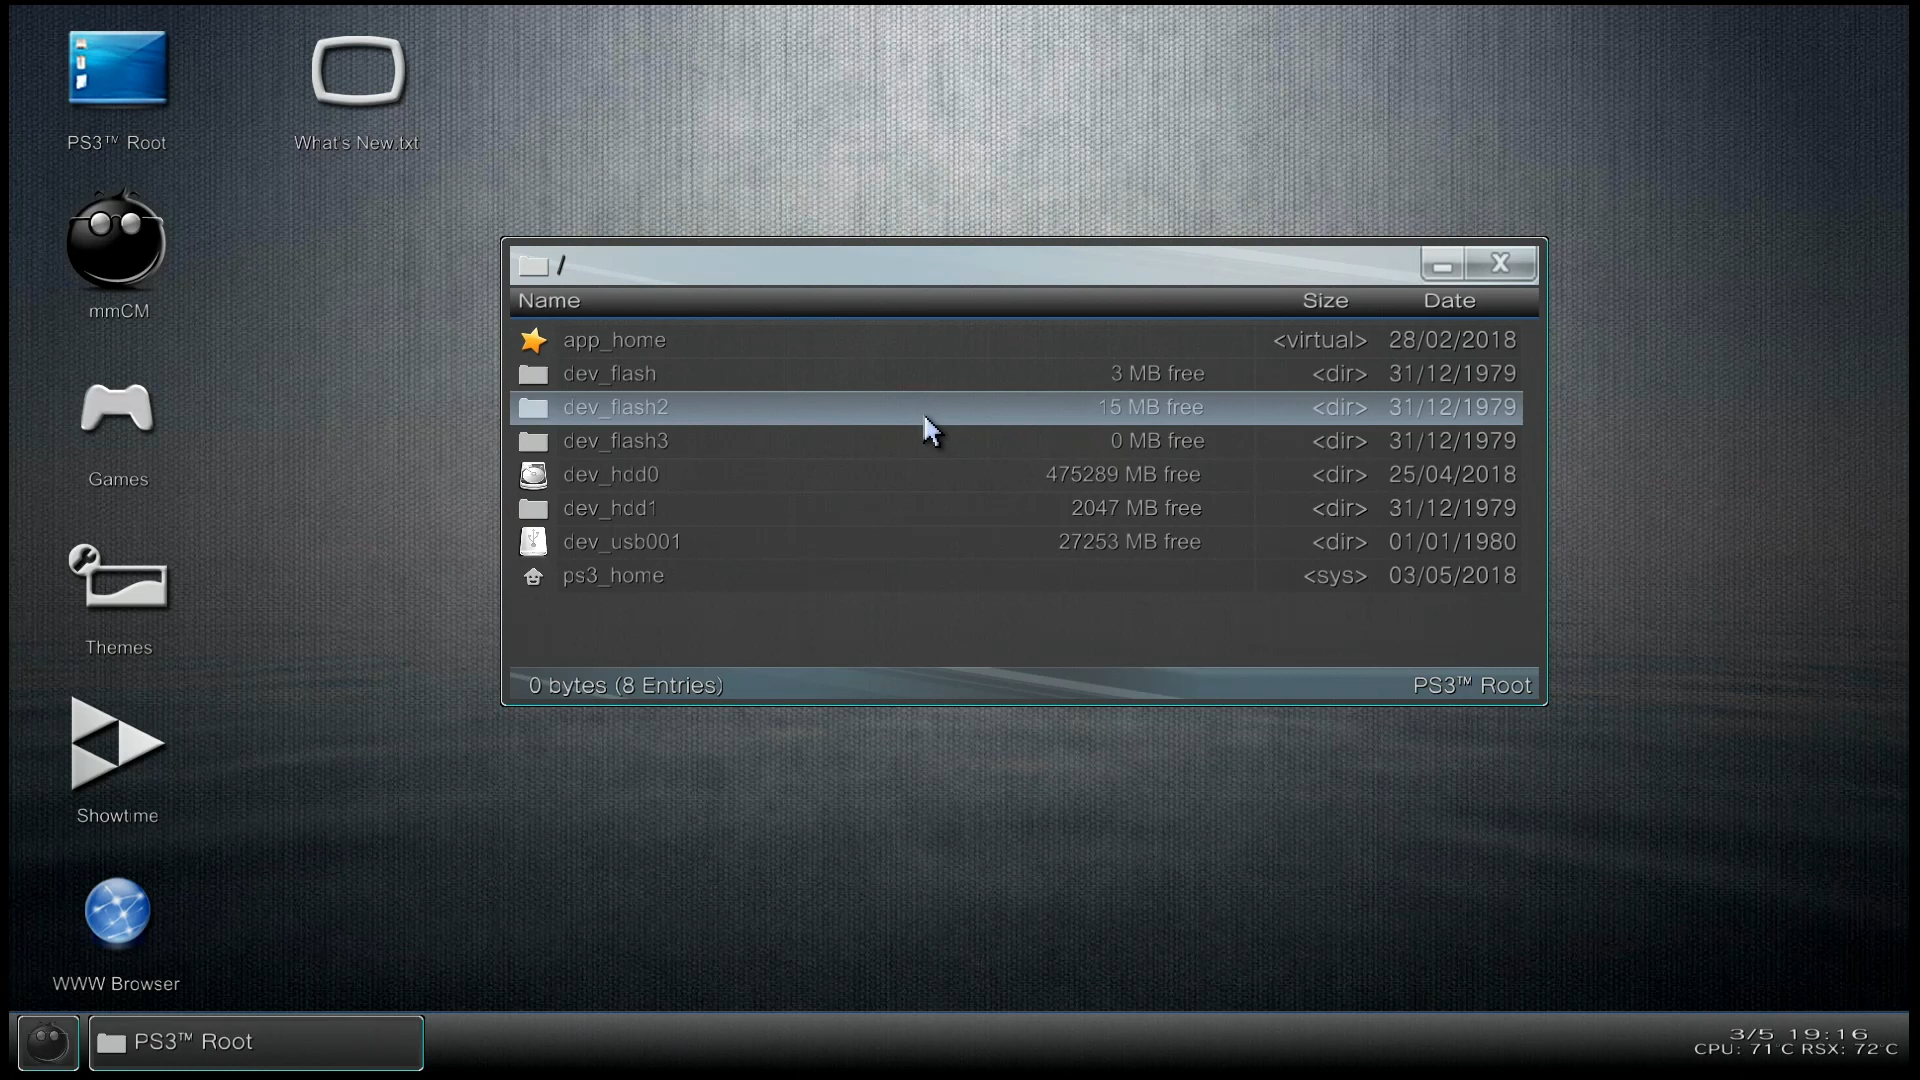 PS3™ Root
What's New.txt
mmCM
Games
Themes
Showtime
WWW Browser
/
X
Name Size Date
app_home <virtual> 28/02/2018
dev_flash 3 MB free <dir> 31/12/1979
dev_flash2 15 MB free <dir> 31/12/1979
dev_flash3 0 MB free <dir> 31/12/1979
dev_hdd0 475289 MB free <dir> 25/04/2018
dev_hdd1 2047 MB free <dir> 31/12/1979
dev_usb001 27253 MB free <dir> 01/01/1980
ps3_home <sys> 03/05/2018
0 bytes (8 Entries) PS3™ Root
PS3™ Root
3/5 19:16
CPU: 71°C RSX: 72°C